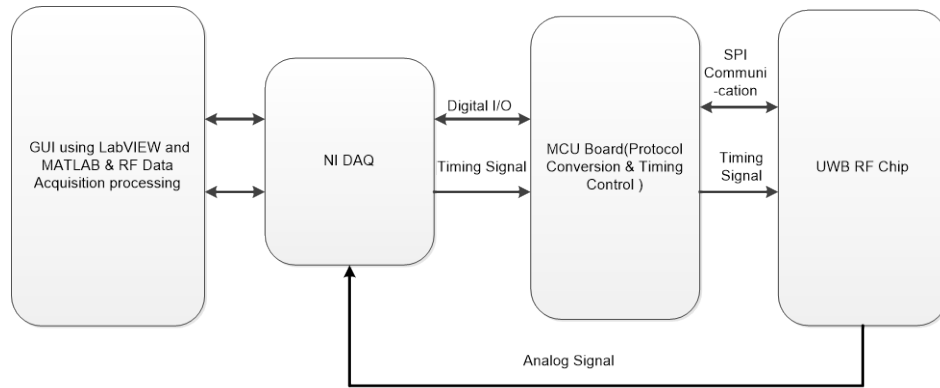 GUI using LabVIEW and
MATLAB & RF Data
Acquisition processing
NI DAQ
Digital I/O
Timing Signal
MCU Board(Protocol
Conversion & Timing
Control )
SPI
Communi
-cation
Timing
Signal
UWB RF Chip
Analog Signal